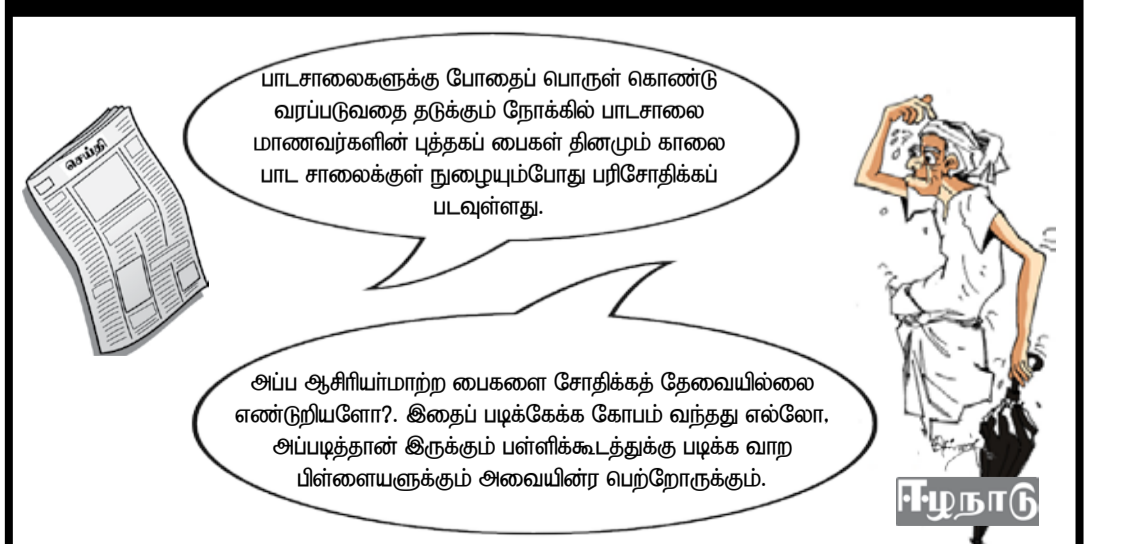 செய்தி
பாடசாலைகளுக்கு போதைப் பொருள் கொண்டு
வரப்படுவதை தடுக்கும் நோக்கில் பாடசாலை
மாணவர்களின் புத்தகப் பைகள் தினமும் காலை
பாட சாலைக்குள் நுழையும்போது பரிசோதிக்கப்
படவுள்ளது.
அப்ப ஆசிரியர்மாற்ற பைகளை சோதிக்கத் தேவையில்லை
எண்டுறியளோ?. இதைப் படிக்கேக்க கோபம் வந்தது எல்லோ,
அப்படித்தான் இருக்கும் பள்ளிக்கூடத்துக்கு படிக்க வாற
பிள்ளையளுக்கும் அவையின்ர பெற்றோருக்கும்.
ஈழநாடு